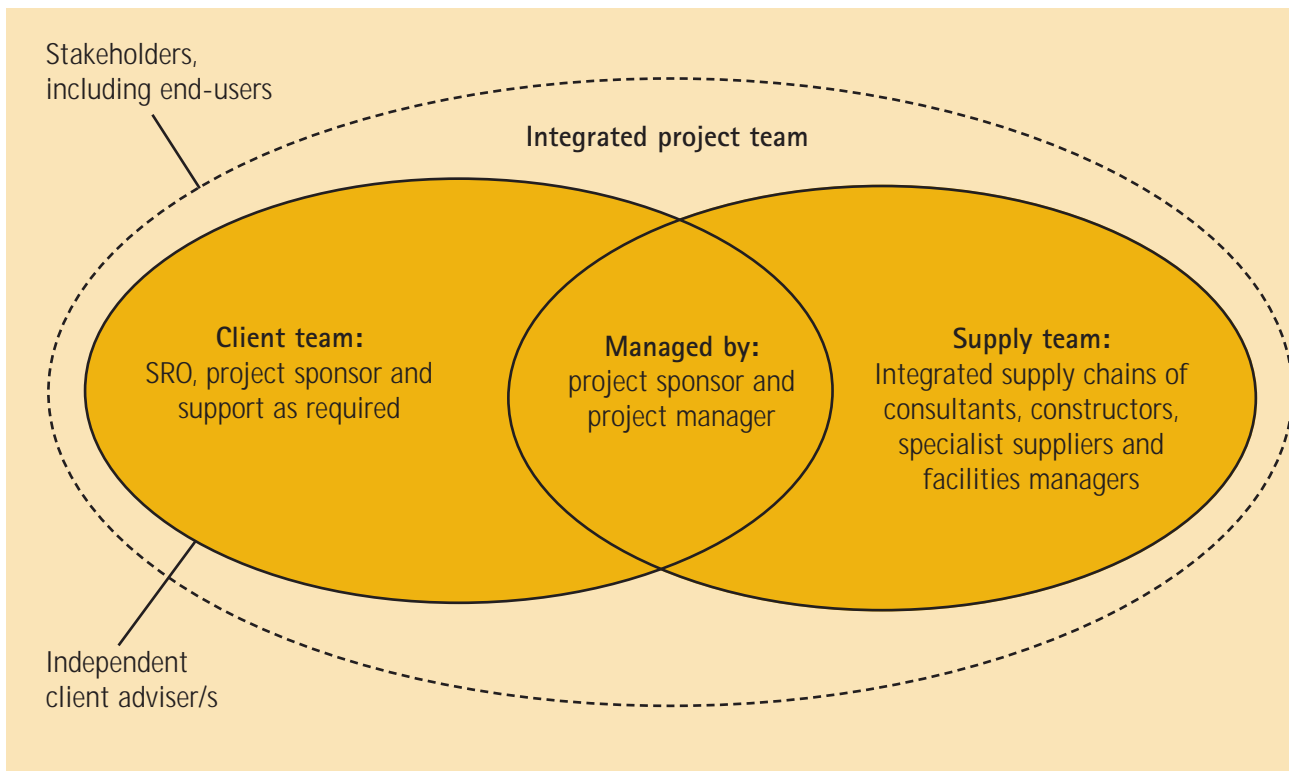 Stakeholders,
including end-users
Integrated project team
Client team:
SRO, project sponsor and
support as required
Managed by:
project sponsor and
project manager
Supply team:
Integrated supply chains of
consultants, constructors,
specialist suppliers and
facilities managers
Independent
client adviser/s